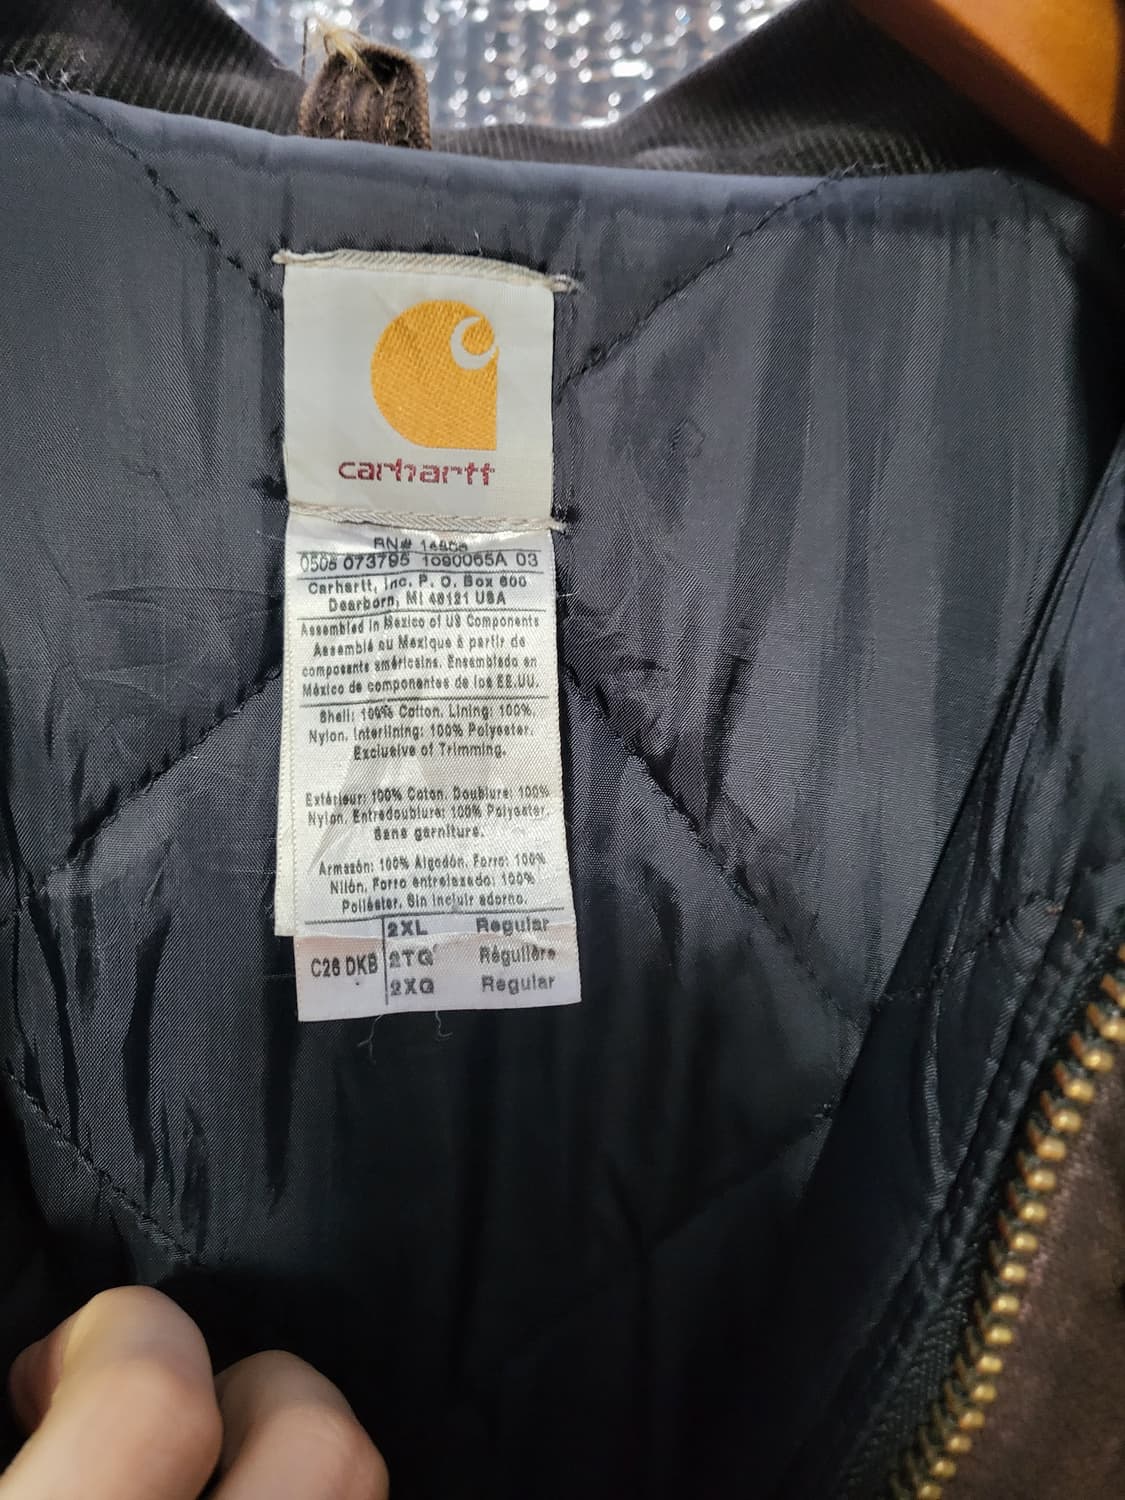 carhartt
RN# 14806
0505 073795 1090065A 03
Carhartt, Inc. P. O. Box 600
Dearborn, MI 48121 USA
Assembled in Mexico of US Components
Assemblé au Mexique à partir de
composants américains. Ensamblado en
México de componentes de los EE.UU.
Shell: 100% Cotton. Lining: 100%
Nylon. Interlining: 100% Polyester.
Exclusive of Trimming.
Extérieur: 100% Coton. Doublure: 100%
Nylon. Entredoublure: 100% Polyester.
Sans garniture.
Armazón: 100% Algodón. Forro: 100%
Nilón. Forro entrelazado: 100%
Poliéster. Sin incluir adorno.
2XL Regular
C26 DKB 2TG Régulière
2XG Regular